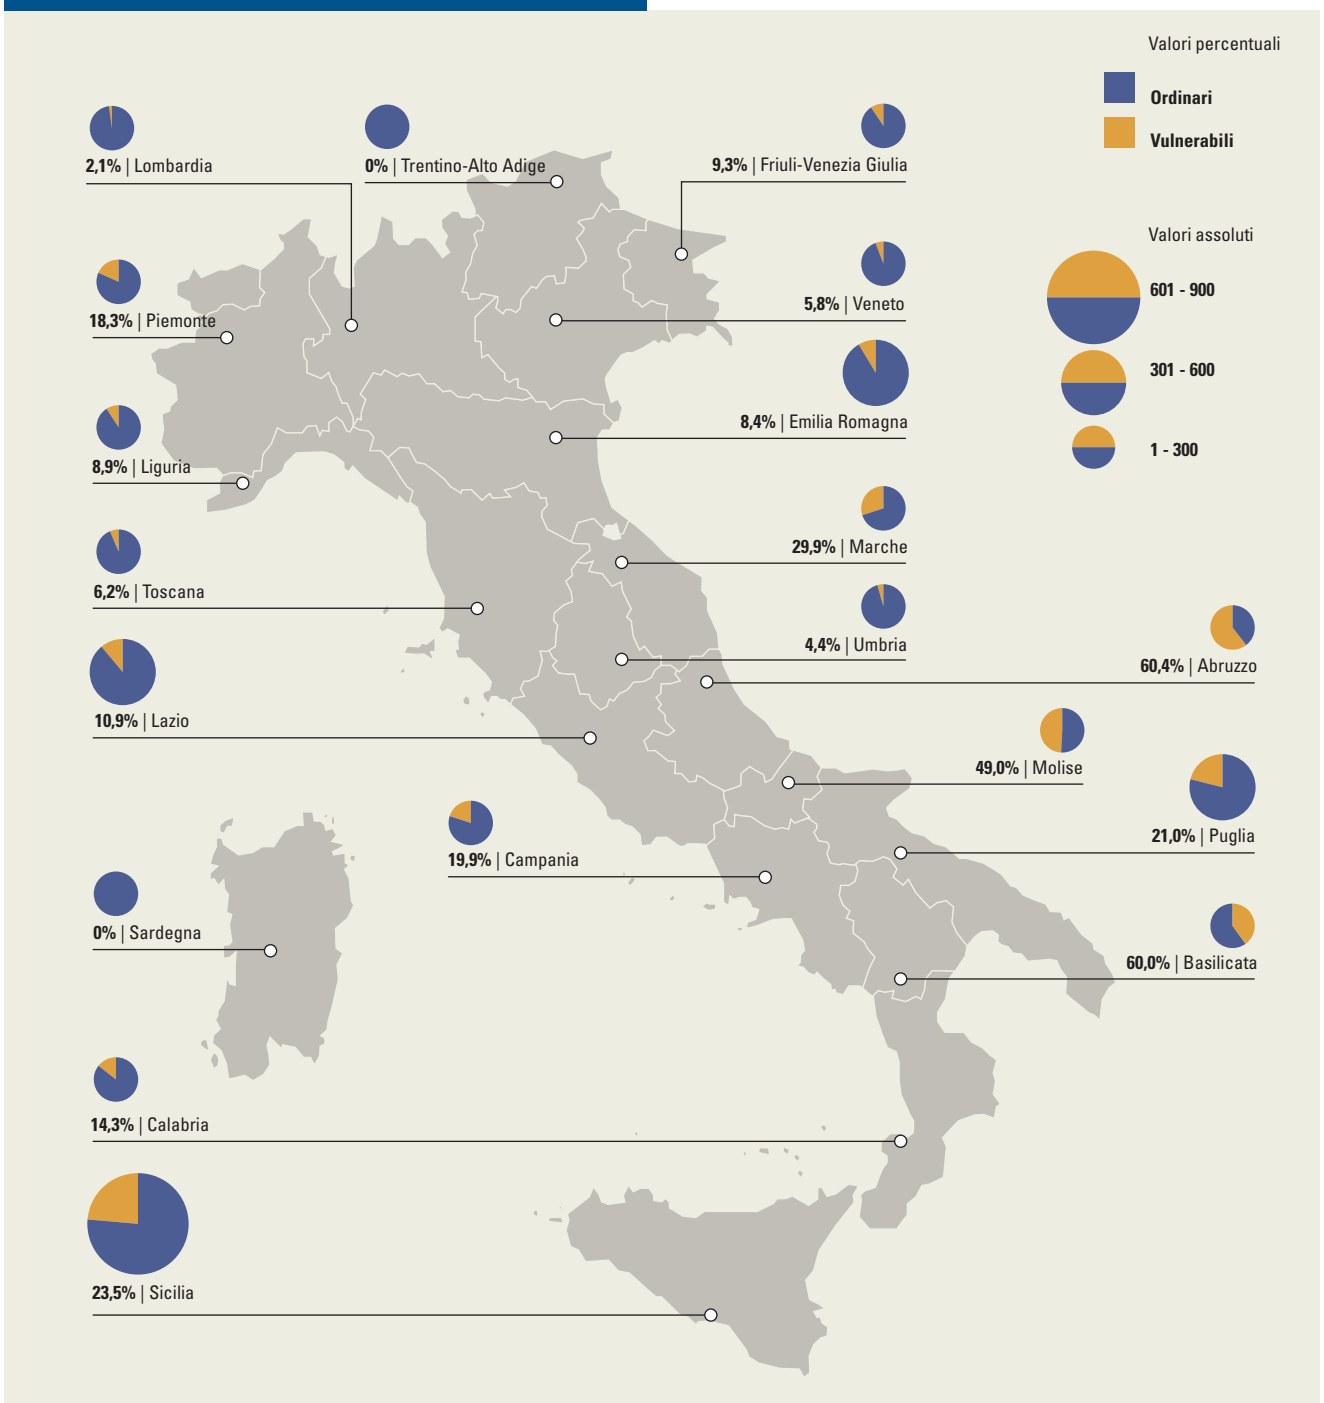 Valori percentuali
Ordinari
Vulnerabili
2,1% | Lombardia
0% | Trentino-Alto Adige
9,3% | Friuli-Venezia Giulia
Valori assoluti
601 - 900
301 - 600
1 - 300
18,3% | Piemonte
5,8% | Veneto
8,4% | Emilia Romagna
8,9% | Liguria
29,9% | Marche
6,2% | Toscana
4,4% | Umbria
60,4% | Abruzzo
10,9% | Lazio
49,0% | Molise
21,0% | Puglia
19,9% | Campania
0% | Sardegna
60,0% | Basilicata
14,3% | Calabria
23,5% | Sicilia